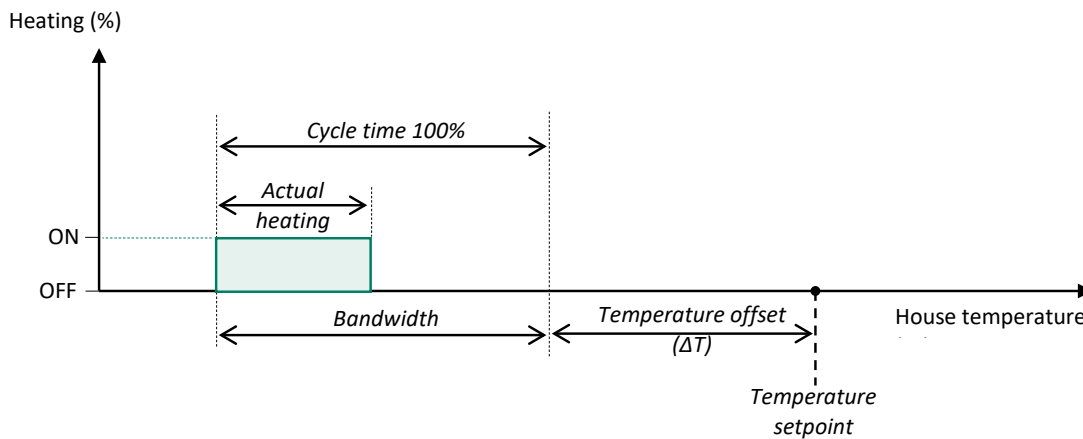 Heating (%)
Cycle time 100%
Actual
heating
ON
OFF
Bandwidth
Temperature offset
(ΔT)
House temperature
Temperature
setpoint